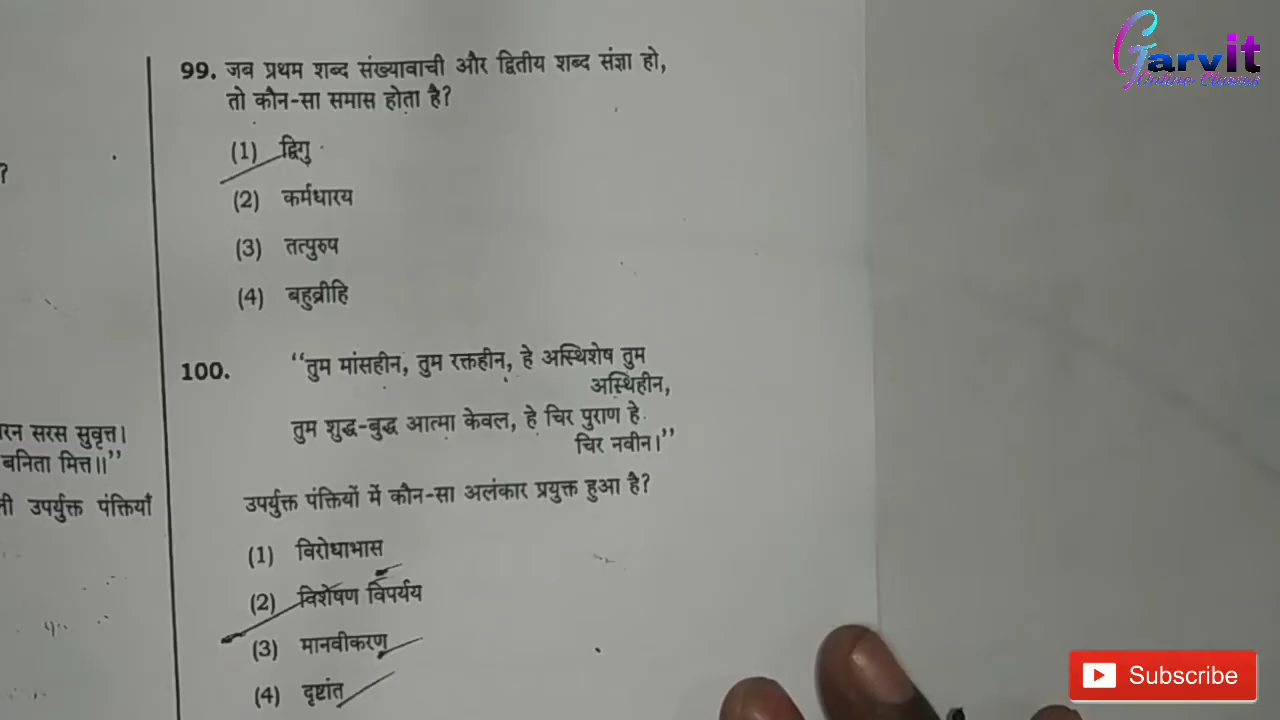 Garvit
Online Classes
99. जब प्रथम शब्द संख्यावाची और द्वितीय शब्द संज्ञा हो,
तो कौन-सा समास होता है?
(1) द्विगु
(2) कर्मधारय
(3) तत्पुरुष
(4) बहुव्रीहि
100. “तुम मांसहीन, तुम रक्तहीन, हे अस्थिशेष तुम
अस्थिहीन,
तुम शुद्ध-बुद्ध आत्मा केवल, हे चिर पुराण हे
चिर नवीन।”
उपर्युक्त पंक्तियों में कौन-सा अलंकार प्रयुक्त हुआ है?
(1) विरोधाभास
(2) विशेषण विपर्यय
(3) मानवीकरण
(4) दृष्टांत
?
रन सरस सुवृत्त।
बनिता मित्त॥”
उपर्युक्त पंक्तियाँ
Subscribe